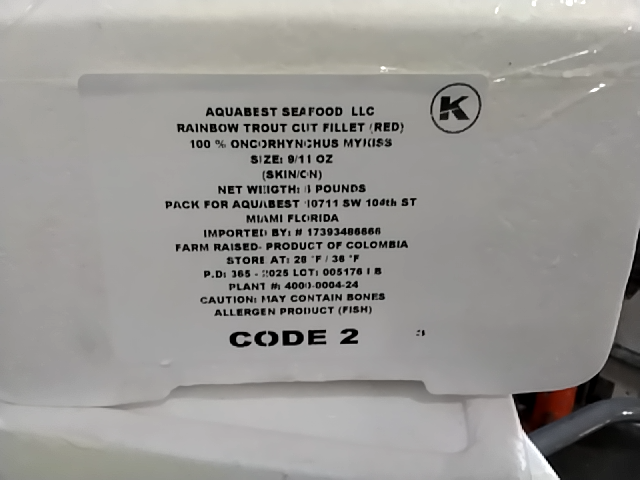 AQUABEST SEAFOOD LLC
K
RAINBOW TROUT CUT FILLET (RED)
100 % ONCORHYNCHUS MYKISS
SIZE: 9/11 OZ
(SKIN/ON)
NET WEIGTH: POUNDS
PACK FOR AQUABEST 10711 SW 104th ST
MIAMI FLORIDA
IMPORTED BY: # 17393486666
FARM RAISED- PRODUCT OF COLOMBIA
STORE AT: 28 °F / 36 °F
P.D: 365 - 2025 LOT: 005176
PLANT #: 4000-0004-24
CAUTION: MAY CONTAIN BONES
ALLERGEN PRODUCT (FISH)
CODE 2